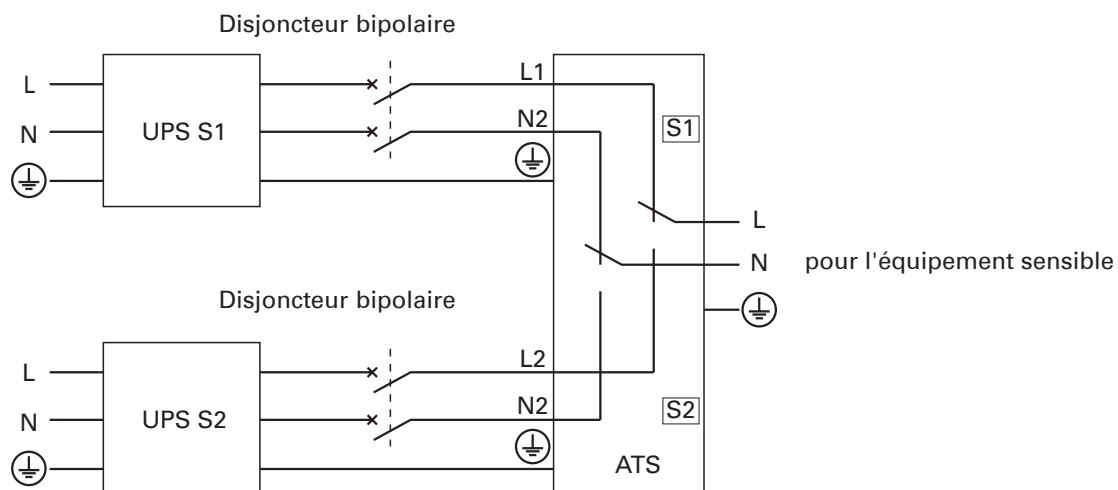 Disjoncteur bipolaire
L
L1
N
UPS S1
N2
S1
L
N
pour l'équipement sensible
Disjoncteur bipolaire
L
L2
N
UPS S2
N2
S2
ATS